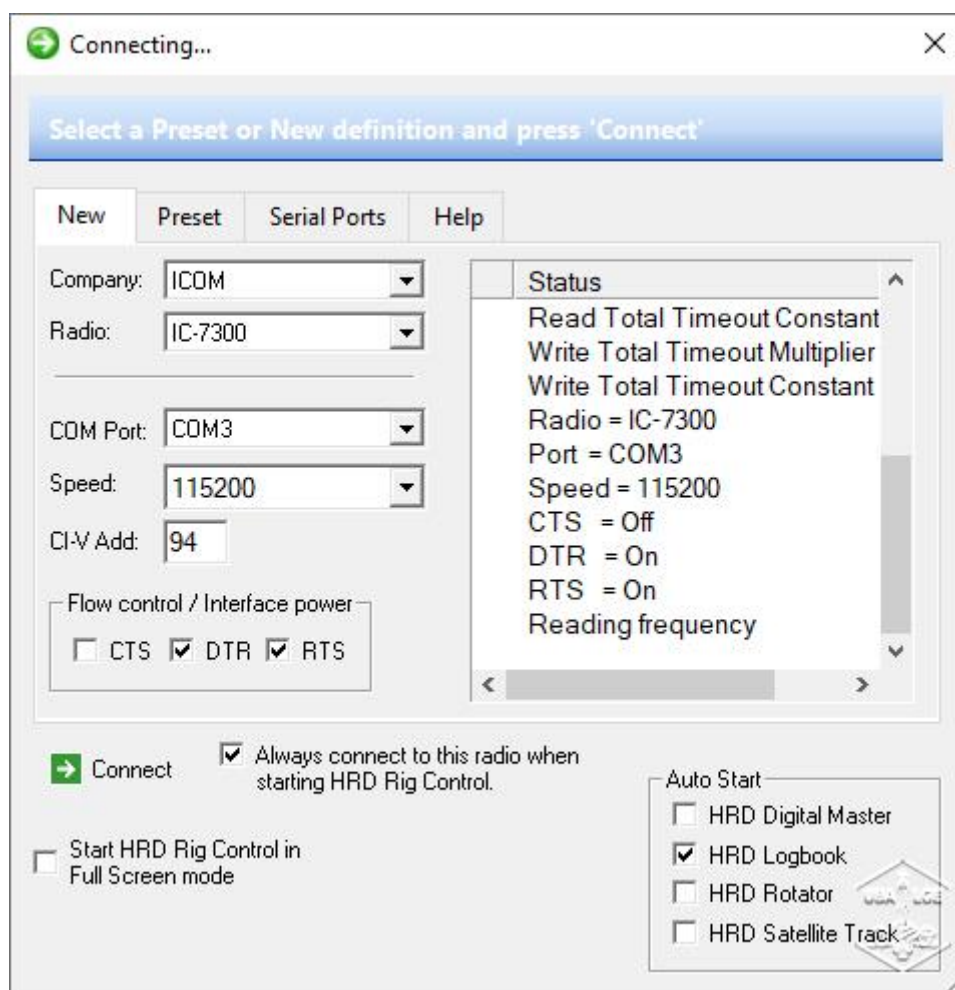 Connecting...
Select a Preset or New definition and press 'Connect'
New Preset Serial Ports Help
Company: ICOM
Radio: IC-7300
COM Port: COM3
Speed: 115200
CI-V Add: 94
Flow control / Interface power
CTS DTR RTS
Status
Read Total Timeout Constant
Write Total Timeout Multiplier
Write Total Timeout Constant
Radio = IC-7300
Port = COM3
Speed = 115200
CTS = Off
DTR = On
RTS = On
Reading frequency
Connect
Always connect to this radio when
starting HRD Rig Control.
Start HRD Rig Control in
Full Screen mode
Auto Start
HRD Digital Master
HRD Logbook
HRD Rotator
HRD Satellite Track